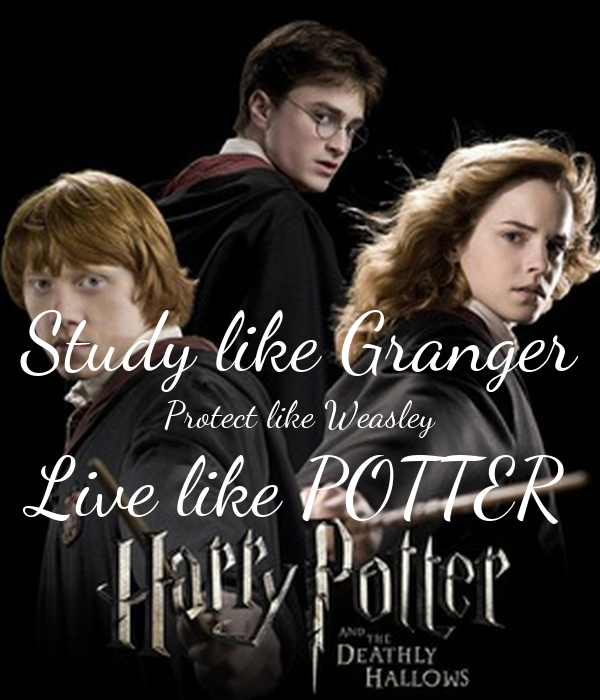 Study like Granger
Protect like Weasley
Live like POTTER
Harry Potter
AND THE
DEATHLY
HALLOWS